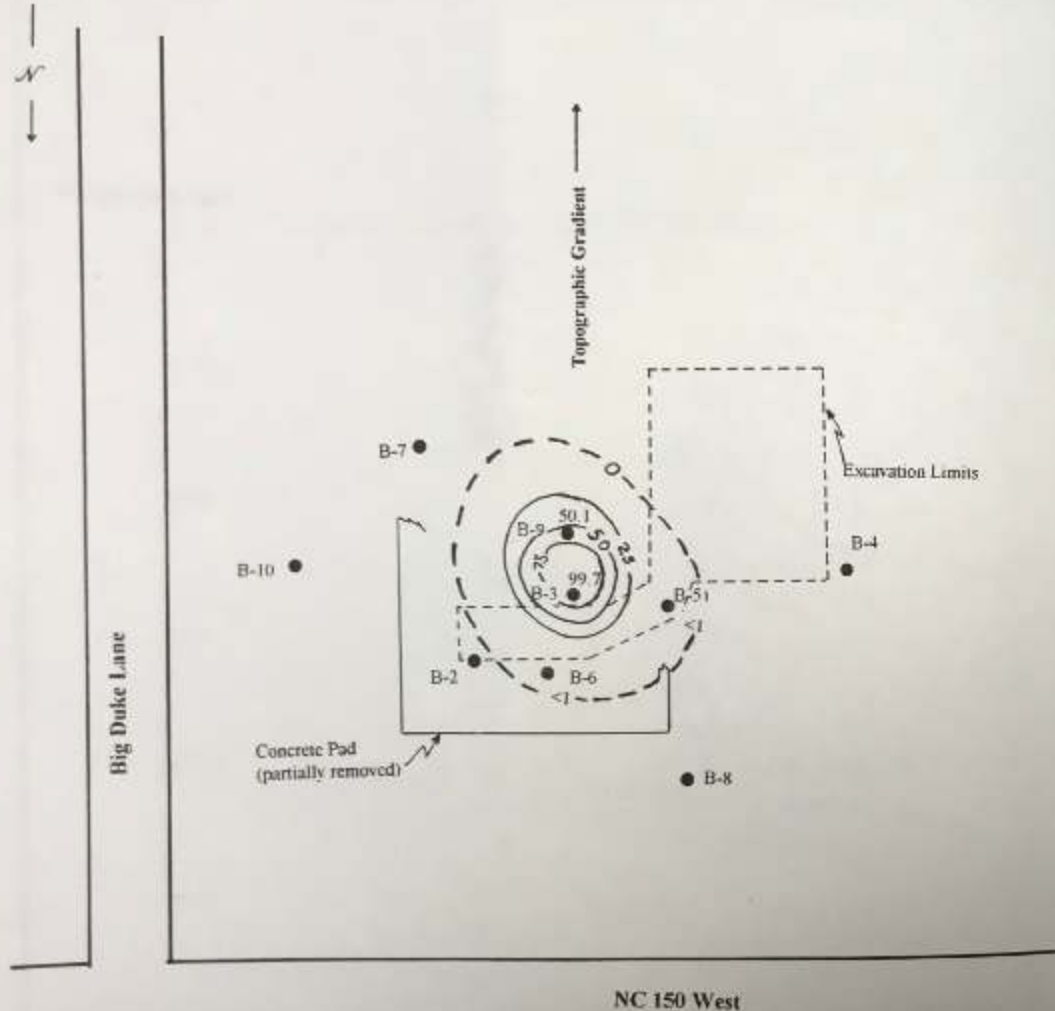 N
Topographic Gradient
Excavation Limits
B-7
0
50.1
B-9
50
25
B-4
B-10
75
99.7
B-3
B-5
<1
B-2
B-6
<1
Big Duke Lane
Concrete Pad
(partially removed)
B-8
NC 150 West